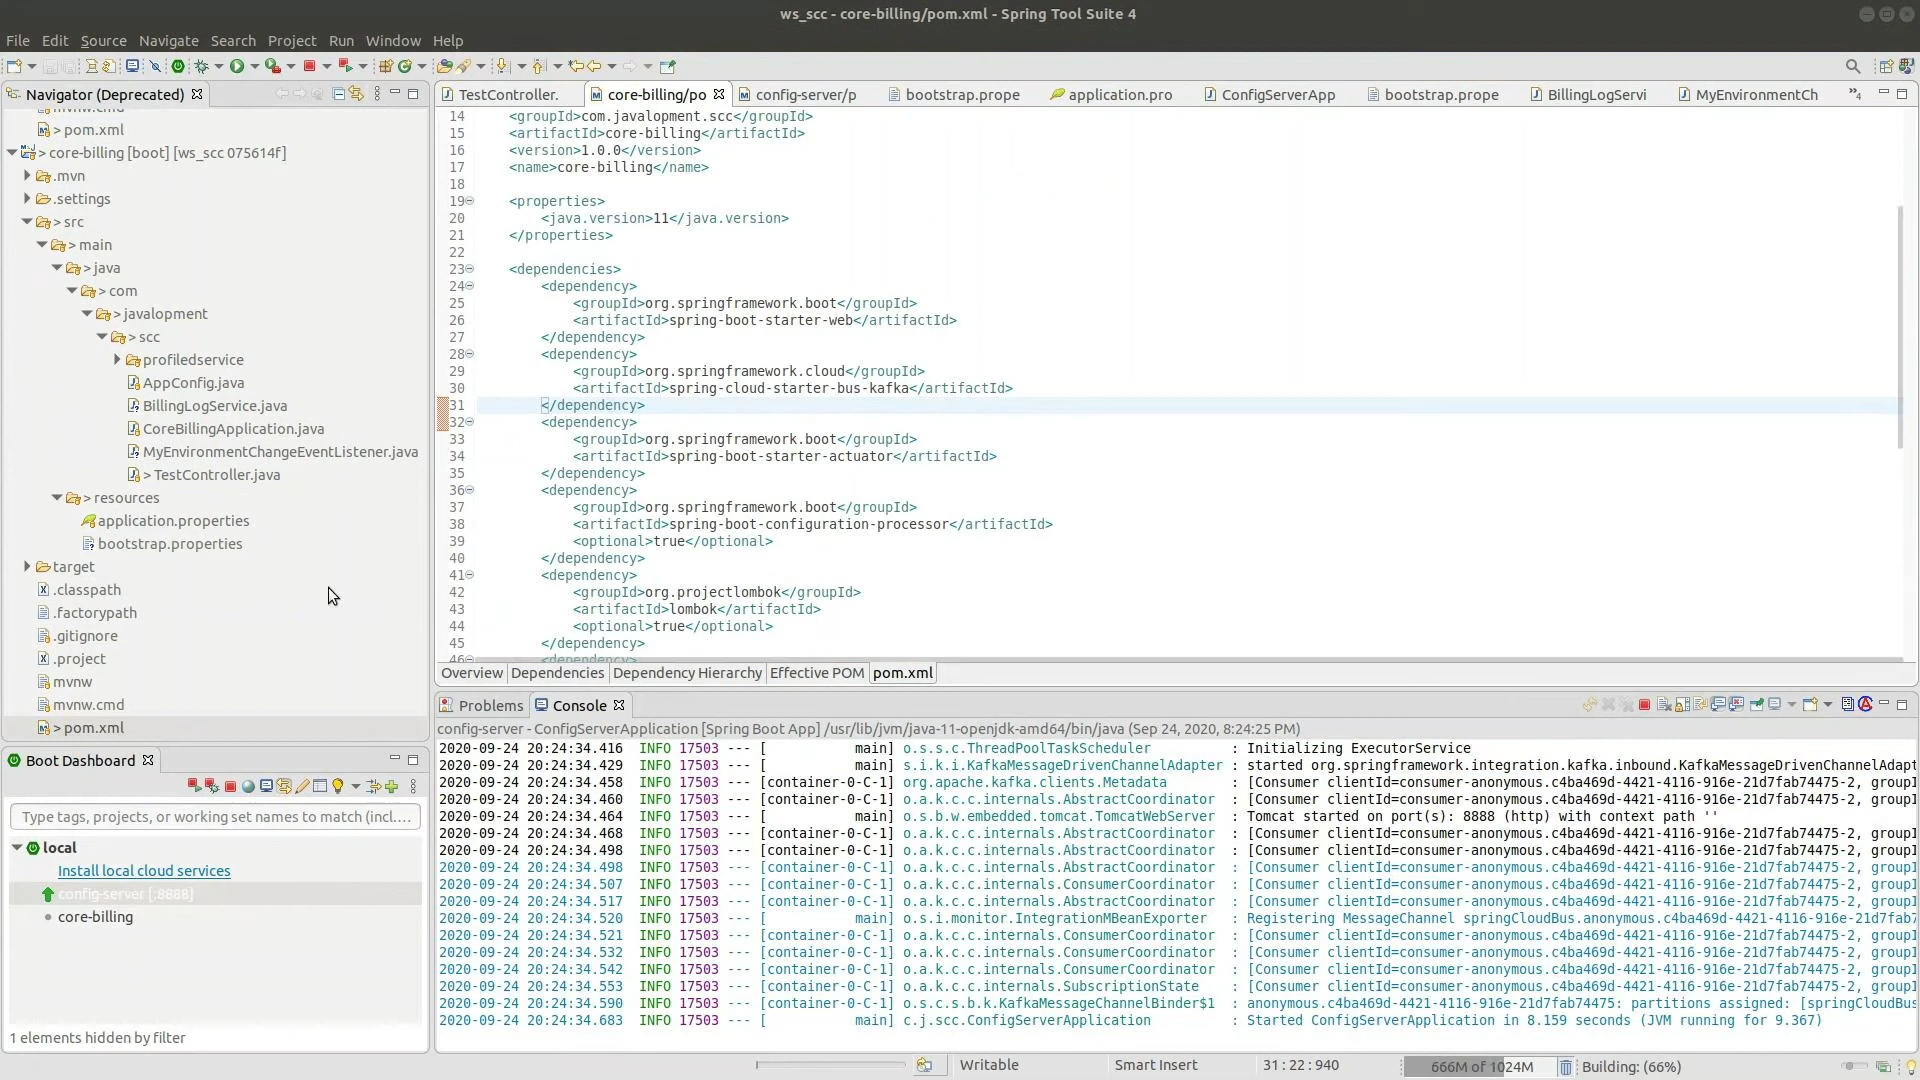 ws_scc - core-billing/pom.xml - Spring Tool Suite 4
File Edit Source Navigate Search Project Run Window Help
Navigator (Deprecated)
> pom.xml
> core-billing [boot] [ws_scc 075614f]
.mvn
.settings
> src
> main
> java
> com
> javalopment
> scc
profiledservice
AppConfig.java
BillingLogService.java
CoreBillingApplication.java
MyEnvironmentChangeEventListener.java
> TestController.java
> resources
application.properties
bootstrap.properties
target
.classpath
.factorypath
.gitignore
.project
mvnw
mvnw.cmd
> pom.xml
Boot Dashboard
Type tags, projects, or working set names to match (incl....
local
Install local cloud services
config-server [:8888]
core-billing
1 elements hidden by filter
TestController. core-billing/po config-server/p bootstrap.prope application.pro ConfigServerApp bootstrap.prope BillingLogServi MyEnvironmentCh »4
14 <groupId>com.javalopment.scc</groupId>
15 <artifactId>core-billing</artifactId>
16 <version>1.0.0</version>
17 <name>core-billing</name>
18
19 <properties>
20 <java.version>11</java.version>
21 </properties>
22
23 <dependencies>
24 <dependency>
25 <groupId>org.springframework.boot</groupId>
26 <artifactId>spring-boot-starter-web</artifactId>
27 </dependency>
28 <dependency>
29 <groupId>org.springframework.cloud</groupId>
30 <artifactId>spring-cloud-starter-bus-kafka</artifactId>
31 </dependency>
32 <dependency>
33 <groupId>org.springframework.boot</groupId>
34 <artifactId>spring-boot-starter-actuator</artifactId>
35 </dependency>
36 <dependency>
37 <groupId>org.springframework.boot</groupId>
38 <artifactId>spring-boot-configuration-processor</artifactId>
39 <optional>true</optional>
40 </dependency>
41 <dependency>
42 <groupId>org.projectlombok</groupId>
43 <artifactId>lombok</artifactId>
44 <optional>true</optional>
45 </dependency>
46 <dependency>
Overview Dependencies Dependency Hierarchy Effective POM pom.xml
Problems Console
config-server - ConfigServerApplication [Spring Boot App] /usr/lib/jvm/java-11-openjdk-amd64/bin/java (Sep 24, 2020, 8:24:25 PM)
2020-09-24 20:24:34.416 INFO 17503 --- [ main] o.s.s.c.ThreadPoolTaskScheduler : Initializing ExecutorService
2020-09-24 20:24:34.429 INFO 17503 --- [ main] s.i.k.i.KafkaMessageDrivenChannelAdapter : started org.springframework.integration.kafka.inbound.KafkaMessageDrivenChannelAdapt
2020-09-24 20:24:34.458 INFO 17503 --- [container-0-C-1] org.apache.kafka.clients.Metadata : [Consumer clientId=consumer-anonymous.c4ba469d-4421-4116-916e-21d7fab74475-2, groupI
2020-09-24 20:24:34.460 INFO 17503 --- [container-0-C-1] o.a.k.c.c.internals.AbstractCoordinator : [Consumer clientId=consumer-anonymous.c4ba469d-4421-4116-916e-21d7fab74475-2, groupI
2020-09-24 20:24:34.464 INFO 17503 --- [ main] o.s.b.w.embedded.tomcat.TomcatWebServer : Tomcat started on port(s): 8888 (http) with context path ''
2020-09-24 20:24:34.468 INFO 17503 --- [container-0-C-1] o.a.k.c.c.internals.AbstractCoordinator : [Consumer clientId=consumer-anonymous.c4ba469d-4421-4116-916e-21d7fab74475-2, groupI
2020-09-24 20:24:34.498 INFO 17503 --- [container-0-C-1] o.a.k.c.c.internals.AbstractCoordinator : [Consumer clientId=consumer-anonymous.c4ba469d-4421-4116-916e-21d7fab74475-2, groupI
2020-09-24 20:24:34.498 INFO 17503 --- [container-0-C-1] o.a.k.c.c.internals.AbstractCoordinator : [Consumer clientId=consumer-anonymous.c4ba469d-4421-4116-916e-21d7fab74475-2, groupI
2020-09-24 20:24:34.507 INFO 17503 --- [container-0-C-1] o.a.k.c.c.internals.ConsumerCoordinator : [Consumer clientId=consumer-anonymous.c4ba469d-4421-4116-916e-21d7fab74475-2, groupI
2020-09-24 20:24:34.517 INFO 17503 --- [container-0-C-1] o.a.k.c.c.internals.AbstractCoordinator : [Consumer clientId=consumer-anonymous.c4ba469d-4421-4116-916e-21d7fab74475-2, groupI
2020-09-24 20:24:34.520 INFO 17503 --- [ main] o.s.i.monitor.IntegrationMBeanExporter : Registering MessageChannel springCloudBus.anonymous.c4ba469d-4421-4116-916e-21d7fab7
2020-09-24 20:24:34.521 INFO 17503 --- [container-0-C-1] o.a.k.c.c.internals.ConsumerCoordinator : [Consumer clientId=consumer-anonymous.c4ba469d-4421-4116-916e-21d7fab74475-2, groupI
2020-09-24 20:24:34.532 INFO 17503 --- [container-0-C-1] o.a.k.c.c.internals.ConsumerCoordinator : [Consumer clientId=consumer-anonymous.c4ba469d-4421-4116-916e-21d7fab74475-2, groupI
2020-09-24 20:24:34.542 INFO 17503 --- [container-0-C-1] o.a.k.c.c.internals.ConsumerCoordinator : [Consumer clientId=consumer-anonymous.c4ba469d-4421-4116-916e-21d7fab74475-2, groupI
2020-09-24 20:24:34.553 INFO 17503 --- [container-0-C-1] o.a.k.c.c.internals.SubscriptionState : [Consumer clientId=consumer-anonymous.c4ba469d-4421-4116-916e-21d7fab74475-2, groupI
2020-09-24 20:24:34.590 INFO 17503 --- [container-0-C-1] o.s.c.s.b.k.KafkaMessageChannelBinder$1 : anonymous.c4ba469d-4421-4116-916e-21d7fab74475: partitions assigned: [springCloudBus
2020-09-24 20:24:34.683 INFO 17503 --- [ main] c.j.scc.ConfigServerApplication : Started ConfigServerApplication in 8.159 seconds (JVM running for 9.367)
Writable Smart Insert 31 : 22 : 940 666M of 1024M Building: (66%)